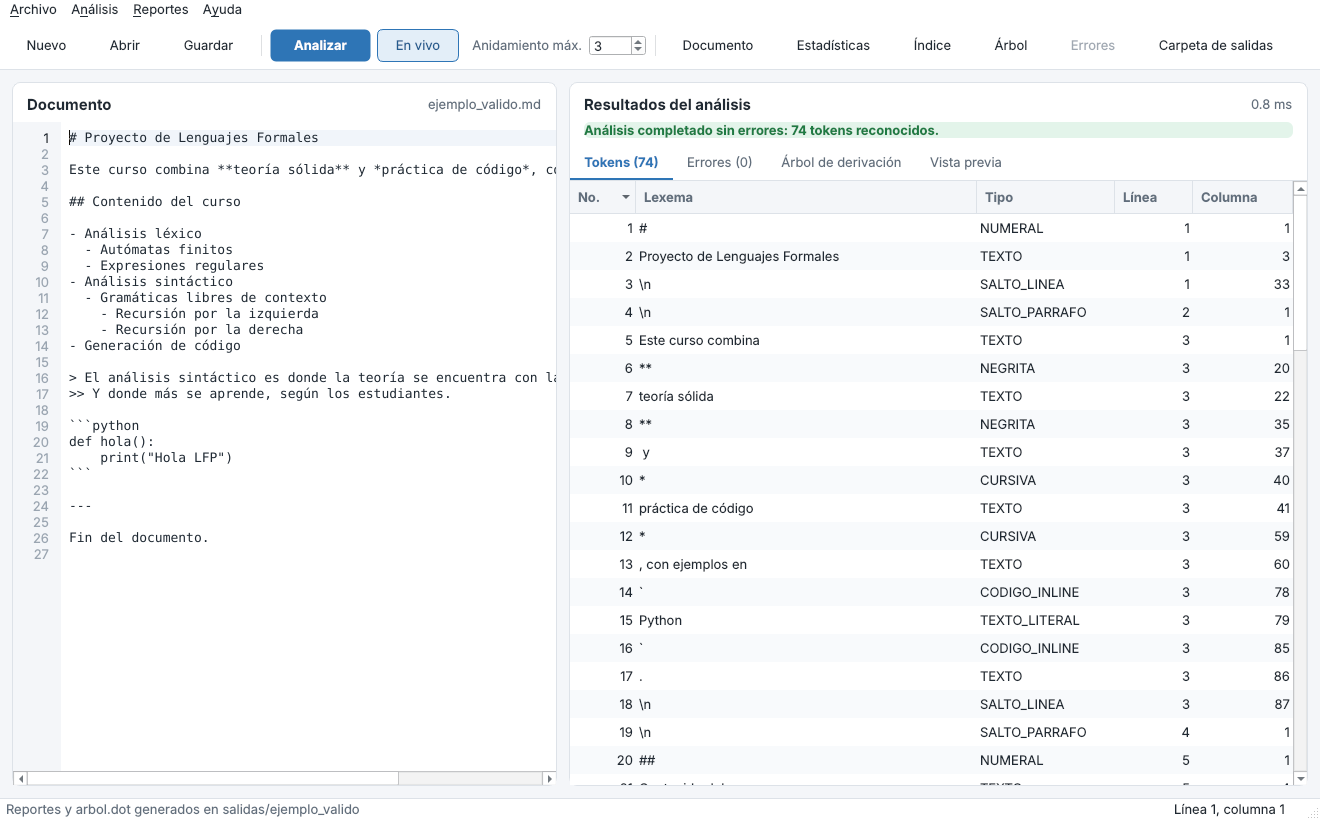 Archivo Análisis Reportes Ayuda
Nuevo Abrir Guardar Analizar En vivo Anidamiento máx. 3 Documento Estadísticas Índice Árbol Errores Carpeta de salidas
Documento ejemplo_valido.md
1 # Proyecto de Lenguajes Formales
2
3 Este curso combina **teoría sólida** y *práctica de código*,
4
5 ## Contenido del curso
6
7 - Análisis léxico
8   - Autómatas finitos
9   - Expresiones regulares
10 - Análisis sintáctico
11   - Gramáticas libres de contexto
12     - Recursión por la izquierda
13     - Recursión por la derecha
14 - Generación de código
15
16 > El análisis sintáctico es donde la teoría se encuentra con
17 >> Y donde más se aprende, según los estudiantes.
18
19 ```python
20 def hola():
21     print("Hola LFP")
22 ```
23
24 ---
25
26 Fin del documento.
27
Resultados del análisis 0.8 ms
Análisis completado sin errores: 74 tokens reconocidos.
Tokens (74) Errores (0) Árbol de derivación Vista previa
No. Lexema Tipo Línea Columna
1 # NUMERAL 1 1
2 Proyecto de Lenguajes Formales TEXTO 1 3
3 \n SALTO_LINEA 1 33
4 \n SALTO_PARRAFO 2 1
5 Este curso combina TEXTO 3 1
6 ** NEGRITA 3 20
7 teoría sólida TEXTO 3 22
8 ** NEGRITA 3 35
9 y TEXTO 3 37
10 * CURSIVA 3 40
11 práctica de código TEXTO 3 41
12 * CURSIVA 3 59
13 , con ejemplos en TEXTO 3 60
14 ` CODIGO_INLINE 3 78
15 Python TEXTO_LITERAL 3 79
16 ` CODIGO_INLINE 3 85
17 . TEXTO 3 86
18 \n SALTO_LINEA 3 87
19 \n SALTO_PARRAFO 4 1
20 ## NUMERAL 5 1
Reportes y arbol.dot generados en salidas/ejemplo_valido Línea 1, columna 1